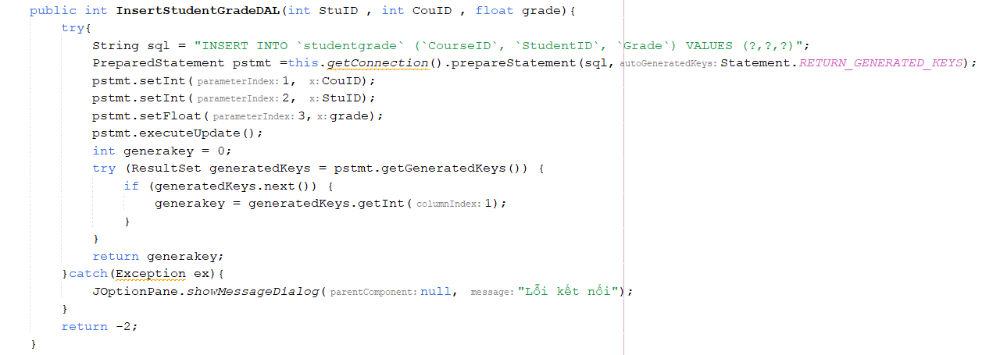 public int InsertStudentGradeDAL(int StuID , int CouID , float grade){
try{
String sql = "INSERT INTO `studentgrade` (`CourseID`, `StudentID`, `Grade`) VALUES (?,?,?)";
PreparedStatement pstmt =this.getConnection().prepareStatement(sql, autoGeneratedKeys: Statement.RETURN_GENERATED_KEYS);
pstmt.setInt( parameterIndex: 1, x: CouID);
pstmt.setInt( parameterIndex: 2, x: StuID);
pstmt.setFloat( parameterIndex: 3, x: grade);
pstmt.executeUpdate();
int generakey = 0;
try (ResultSet generatedKeys = pstmt.getGeneratedKeys()) {
if (generatedKeys.next()) {
generakey = generatedKeys.getInt( columnIndex: 1);
}
}
return generakey;
}catch(Exception ex){
JOptionPane.showMessageDialog( parentComponent: null, message: "Lỗi kết nối");
}
return -2;
}